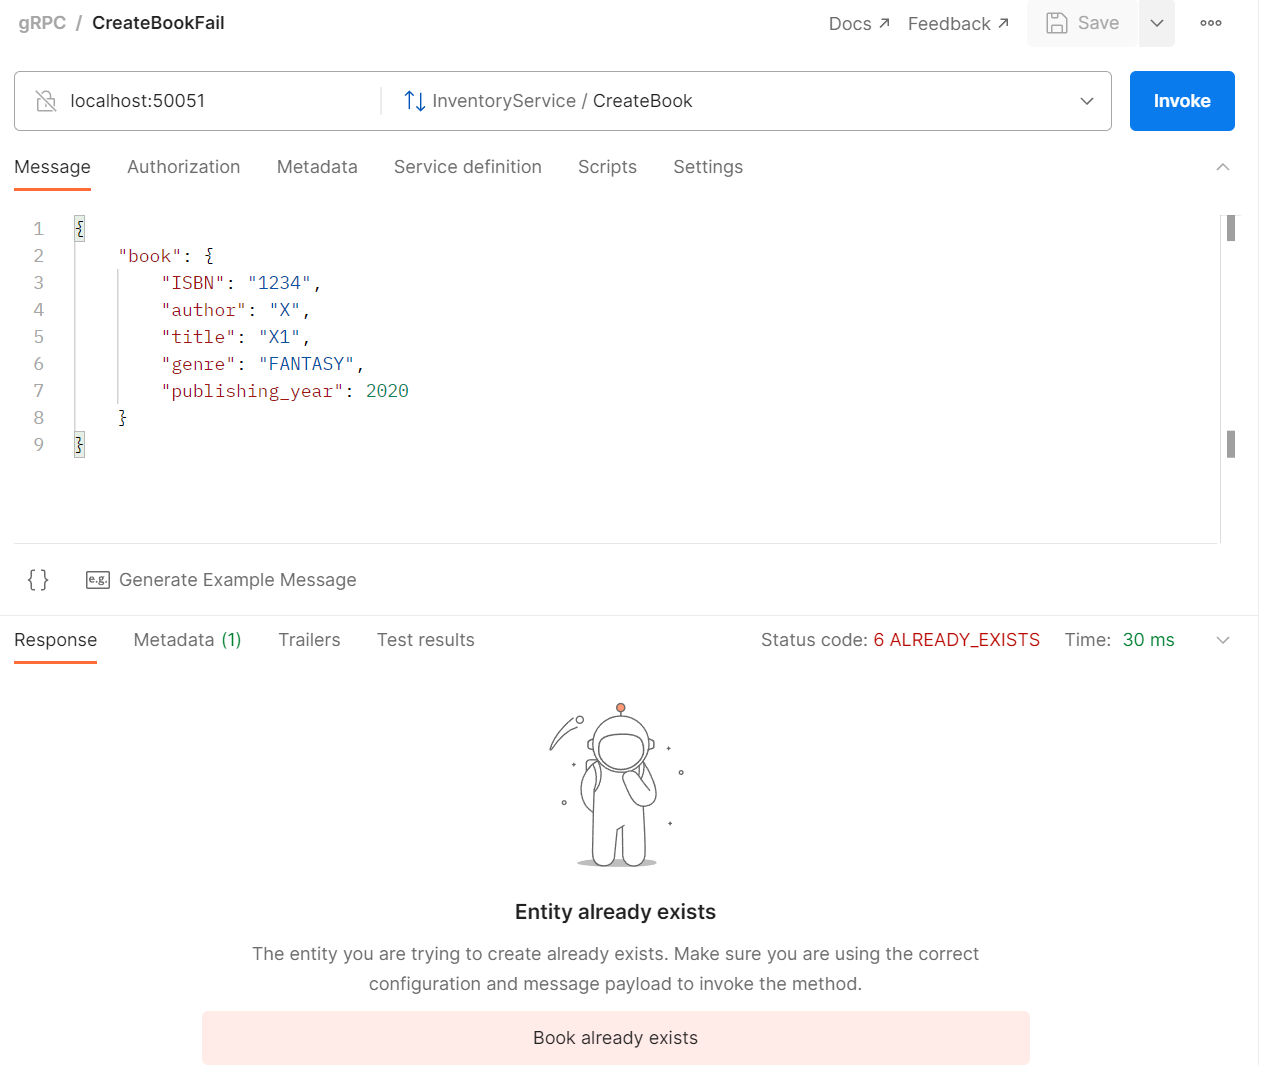 gRPC / CreateBookFail Docs ↗ Feedback ↗ Save
localhost:50051 InventoryService / CreateBook Invoke
Message Authorization Metadata Service definition Scripts Settings
1 {
2 "book": {
3 "ISBN": "1234",
4 "author": "X",
5 "title": "X1",
6 "genre": "FANTASY",
7 "publishing_year": 2020
8 }
9 }
{} e.g. Generate Example Message
Response Metadata (1) Trailers Test results Status code: 6 ALREADY_EXISTS Time: 30 ms
Entity already exists
The entity you are trying to create already exists. Make sure you are using the correct
configuration and message payload to invoke the method.
Book already exists